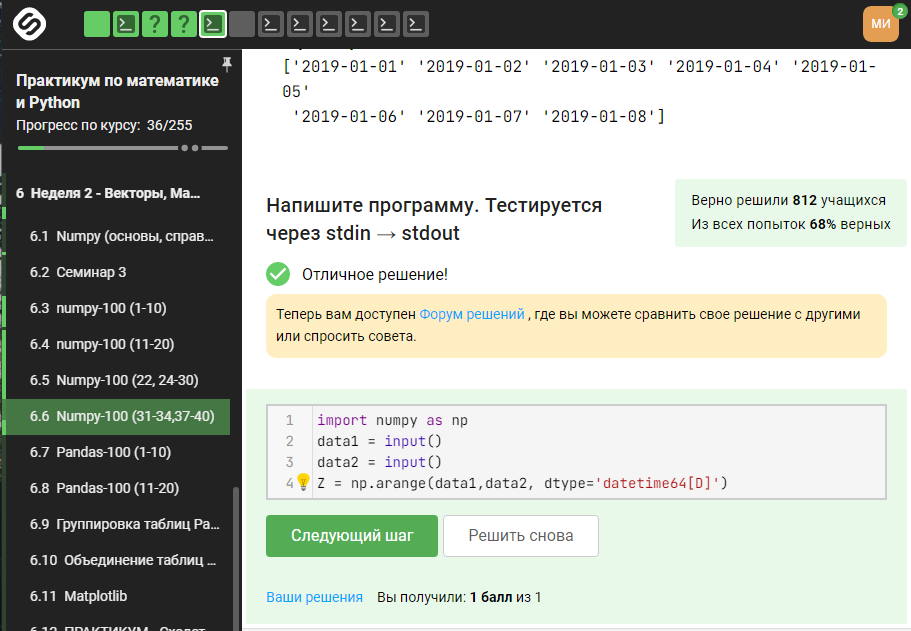 ? ?
МИ
2
Практикум по математике
и Python
Прогресс по курсу: 36/255
6 Неделя 2 - Векторы, Ма...
6.1 Numpy (основы, справ...
6.2 Семинар 3
6.3 numpy-100 (1-10)
6.4 numpy-100 (11-20)
6.5 Numpy-100 (22, 24-30)
6.6 Numpy-100 (31-34,37-40)
6.7 Pandas-100 (1-10)
6.8 Pandas-100 (11-20)
6.9 Группировка таблиц Pa...
6.10 Объединение таблиц ...
6.11 Matplotlib
['2019-01-01' '2019-01-02' '2019-01-03' '2019-01-04' '2019-01-
05'
'2019-01-06' '2019-01-07' '2019-01-08']
Напишите программу. Тестируется
через stdin → stdout
Верно решили 812 учащихся
Из всех попыток 68% верных
Отличное решение!
Теперь вам доступен Форум решений , где вы можете сравнить свое решение с другими
или спросить совета.
1 import numpy as np
2 data1 = input()
3 data2 = input()
4 Z = np.arange(data1,data2, dtype='datetime64[D]')
Следующий шаг
Решить снова
Ваши решения Вы получили: 1 балл из 1